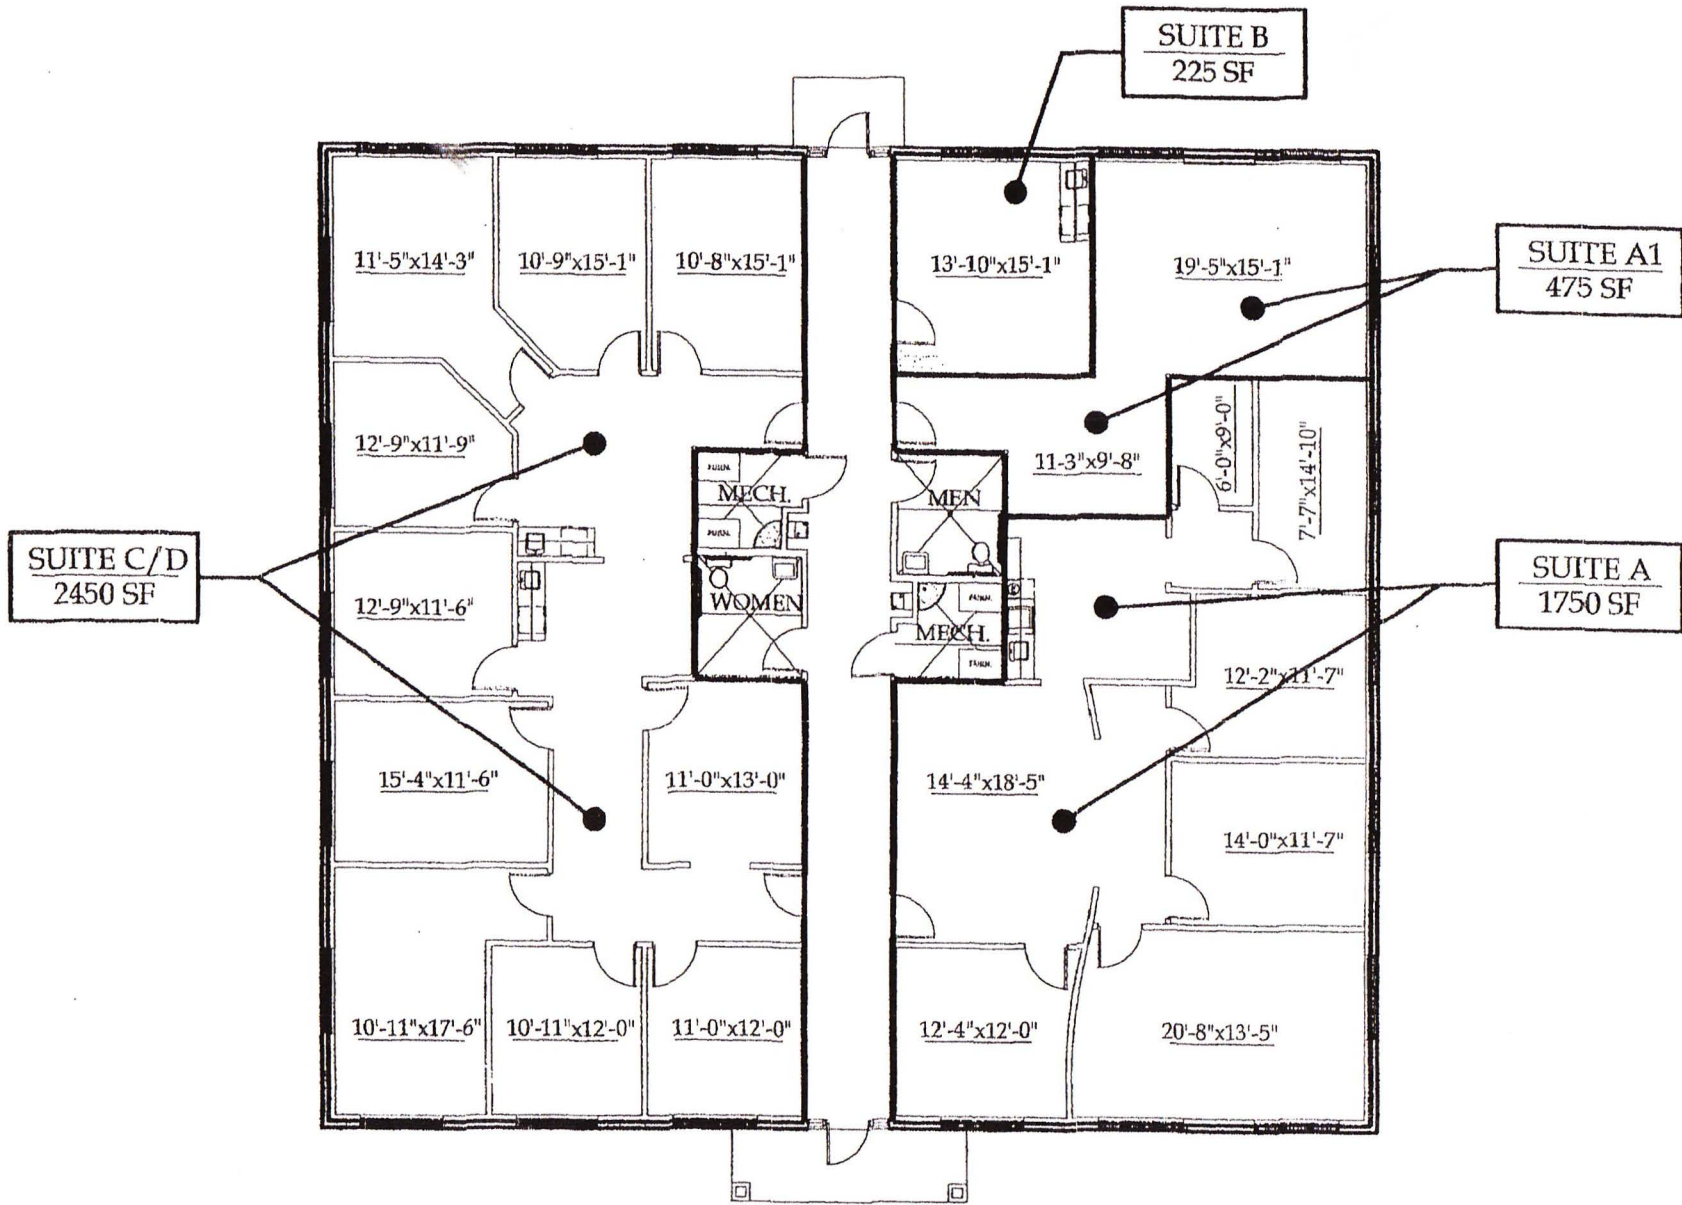 SUITE B
225 SF
SUITE A1
475 SF
SUITE C/D
2450 SF
SUITE A
1750 SF
11'-5"x14'-3"
10'-9"x15'-1"
10'-8"x15'-1"
13'-10"x15'-1"
19'-5"x15'-1"
12'-9"x11'-9"
11-3"x9'-8"
6'-0"x9'-0"
7'-7"x14'-10"
FURN.
MECH.
FURN.
MEN
12'-9"x11'-6"
WOMEN
FURN.
MECH.
FURN.
12'-2"x11'-7"
15'-4"x11'-6"
11'-0"x13'-0"
14'-4"x18'-5"
14'-0"x11'-7"
10'-11"x17'-6"
10'-11"x12'-0"
11'-0"x12'-0"
12'-4"x12'-0"
20'-8"x13'-5"